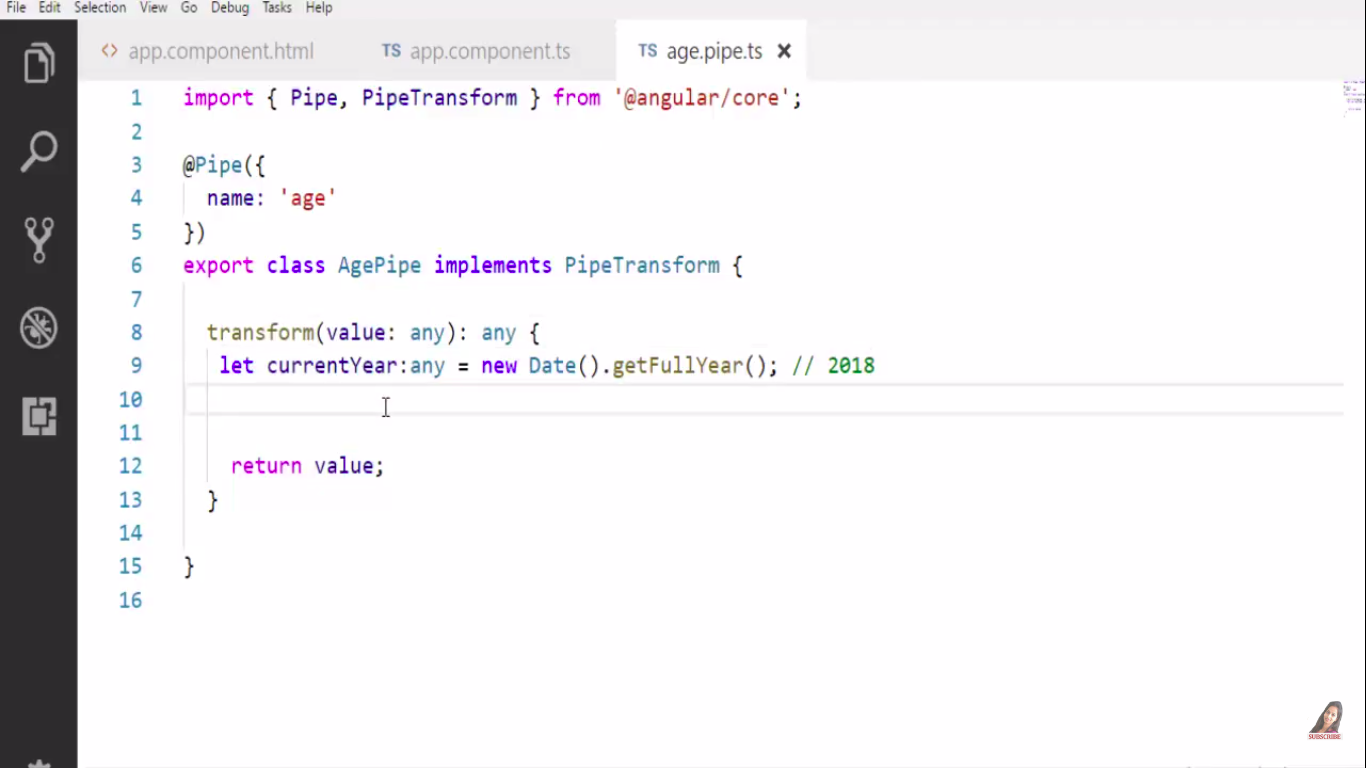 File Edit Selection View Go Debug Tasks Help
<> app.component.html TS app.component.ts TS age.pipe.ts ×
1 import { Pipe, PipeTransform } from '@angular/core';
2
3 @Pipe({
4 name: 'age'
5 })
6 export class AgePipe implements PipeTransform {
7
8 transform(value: any): any {
9 let currentYear:any = new Date().getFullYear(); // 2018
10
11
12 return value;
13 }
14
15 }
16
SUBSCRIBE